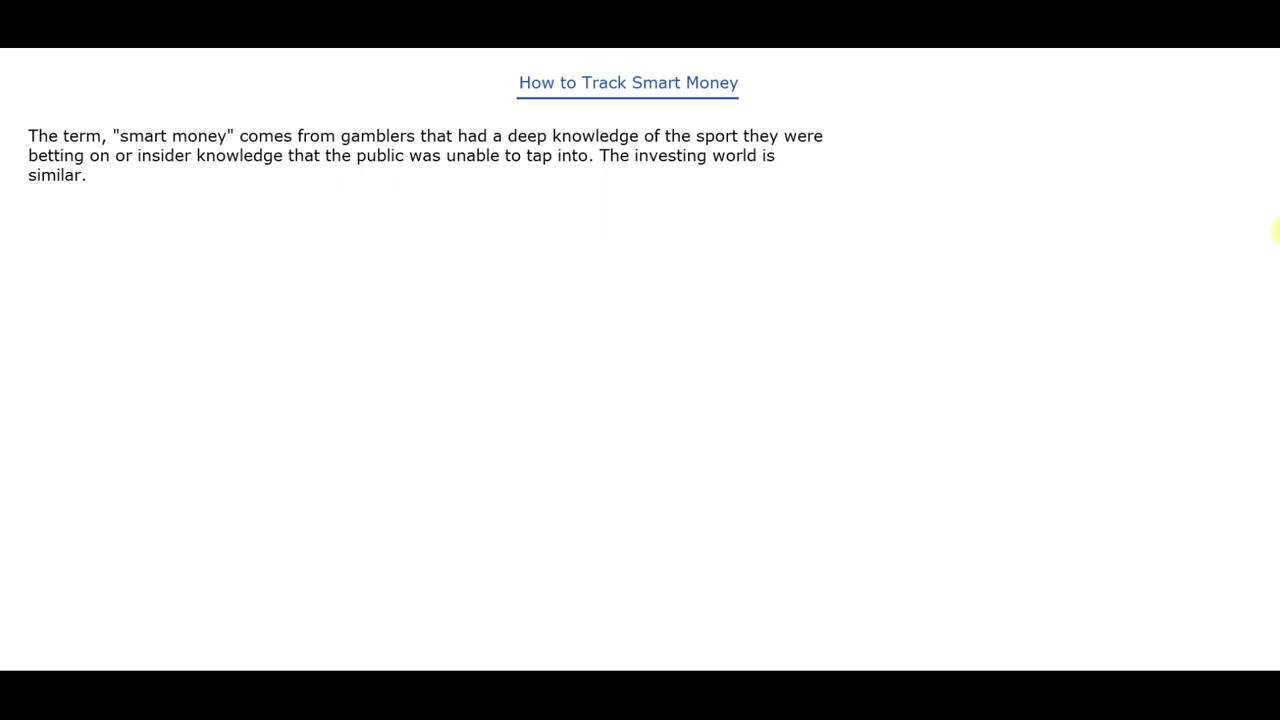 How to Track Smart Money
The term, "smart money" comes from gamblers that had a deep knowledge of the sport they were
betting on or insider knowledge that the public was unable to tap into. The investing world is
similar.